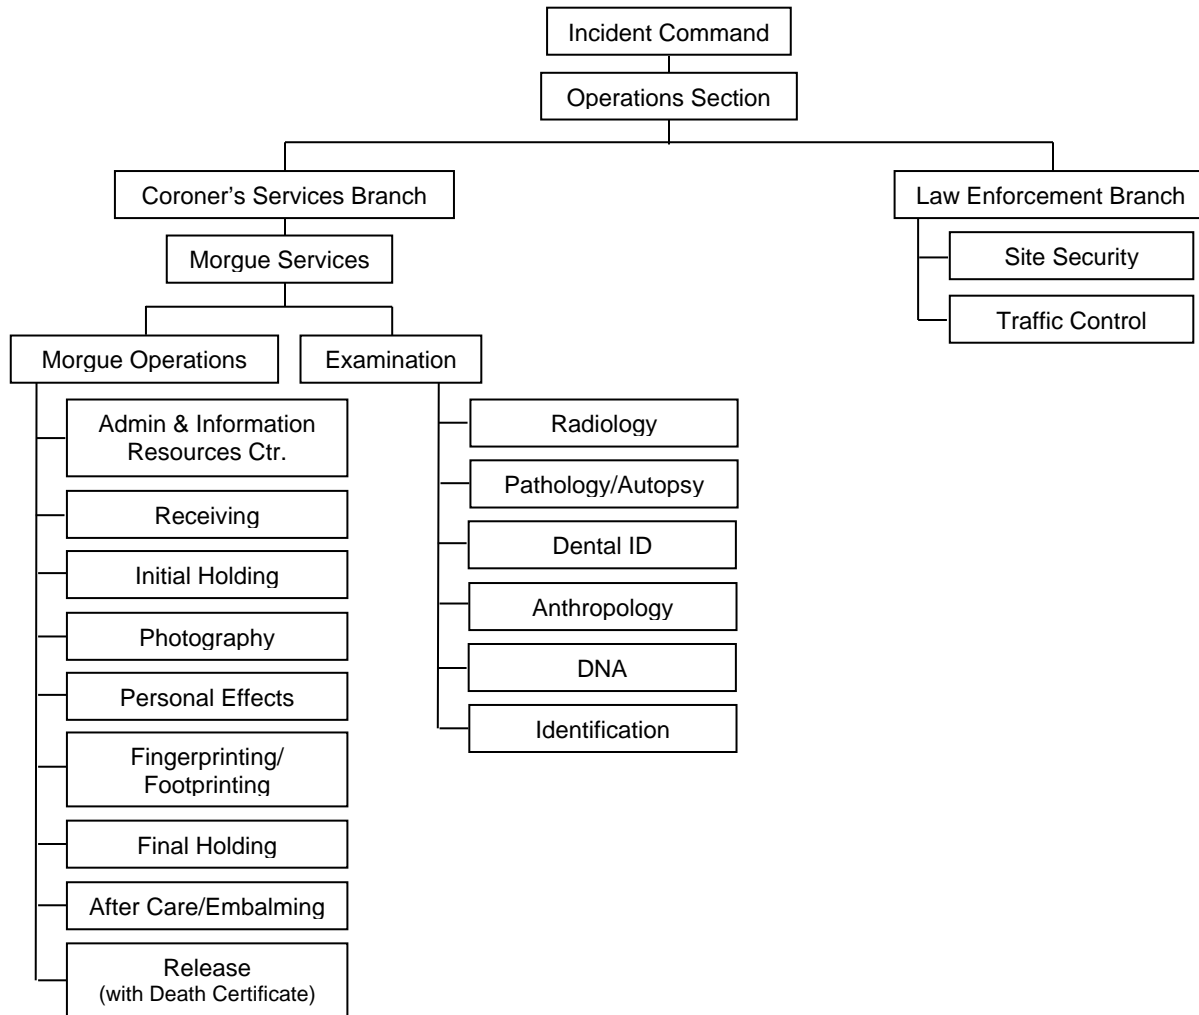 Incident Command
Operations Section
Coroner’s Services Branch
Law Enforcement Branch
Morgue Services
Site Security
Traffic Control
Morgue Operations
Examination
Admin & Information
Resources Ctr.
Receiving
Initial Holding
Photography
Personal Effects
Fingerprinting/
Footprinting
Final Holding
After Care/Embalming
Release
(with Death Certificate)
Radiology
Pathology/Autopsy
Dental ID
Anthropology
DNA
Identification